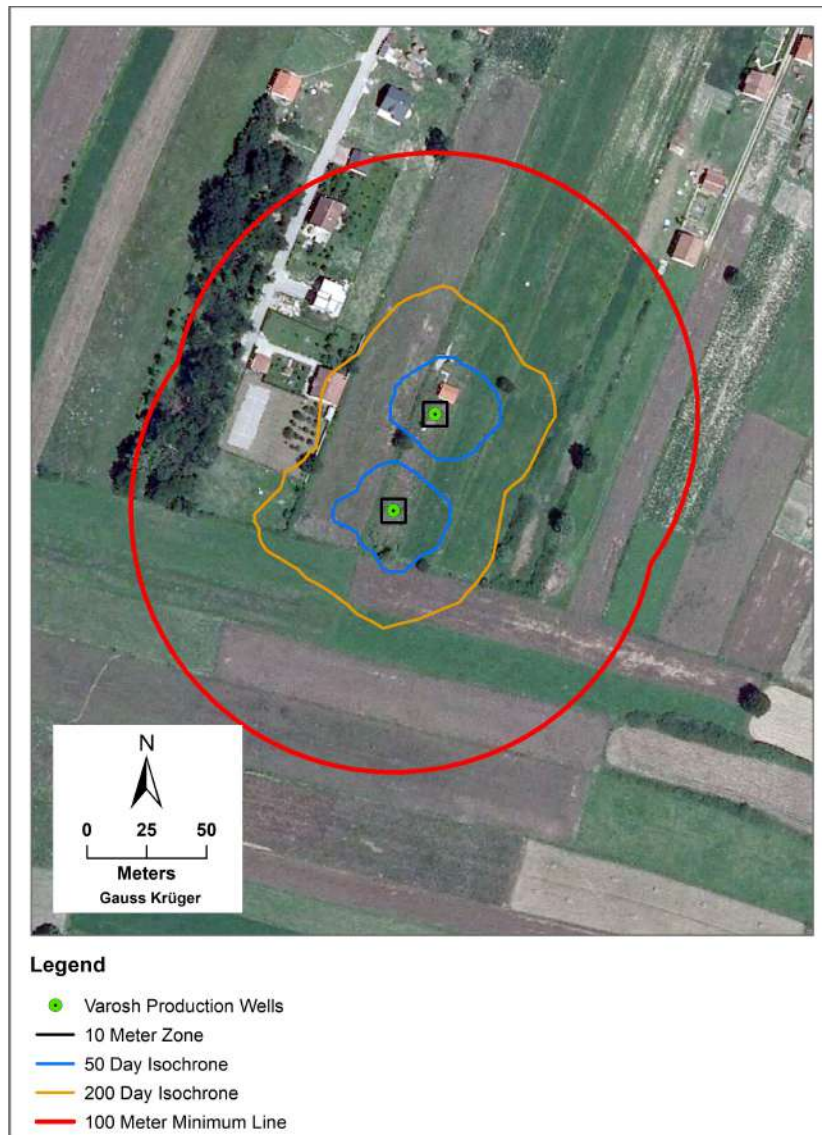 N
0 25 50
Meters
Gauss Krüger
Legend
Varosh Production Wells
10 Meter Zone
50 Day Isochrone
200 Day Isochrone
100 Meter Minimum Line